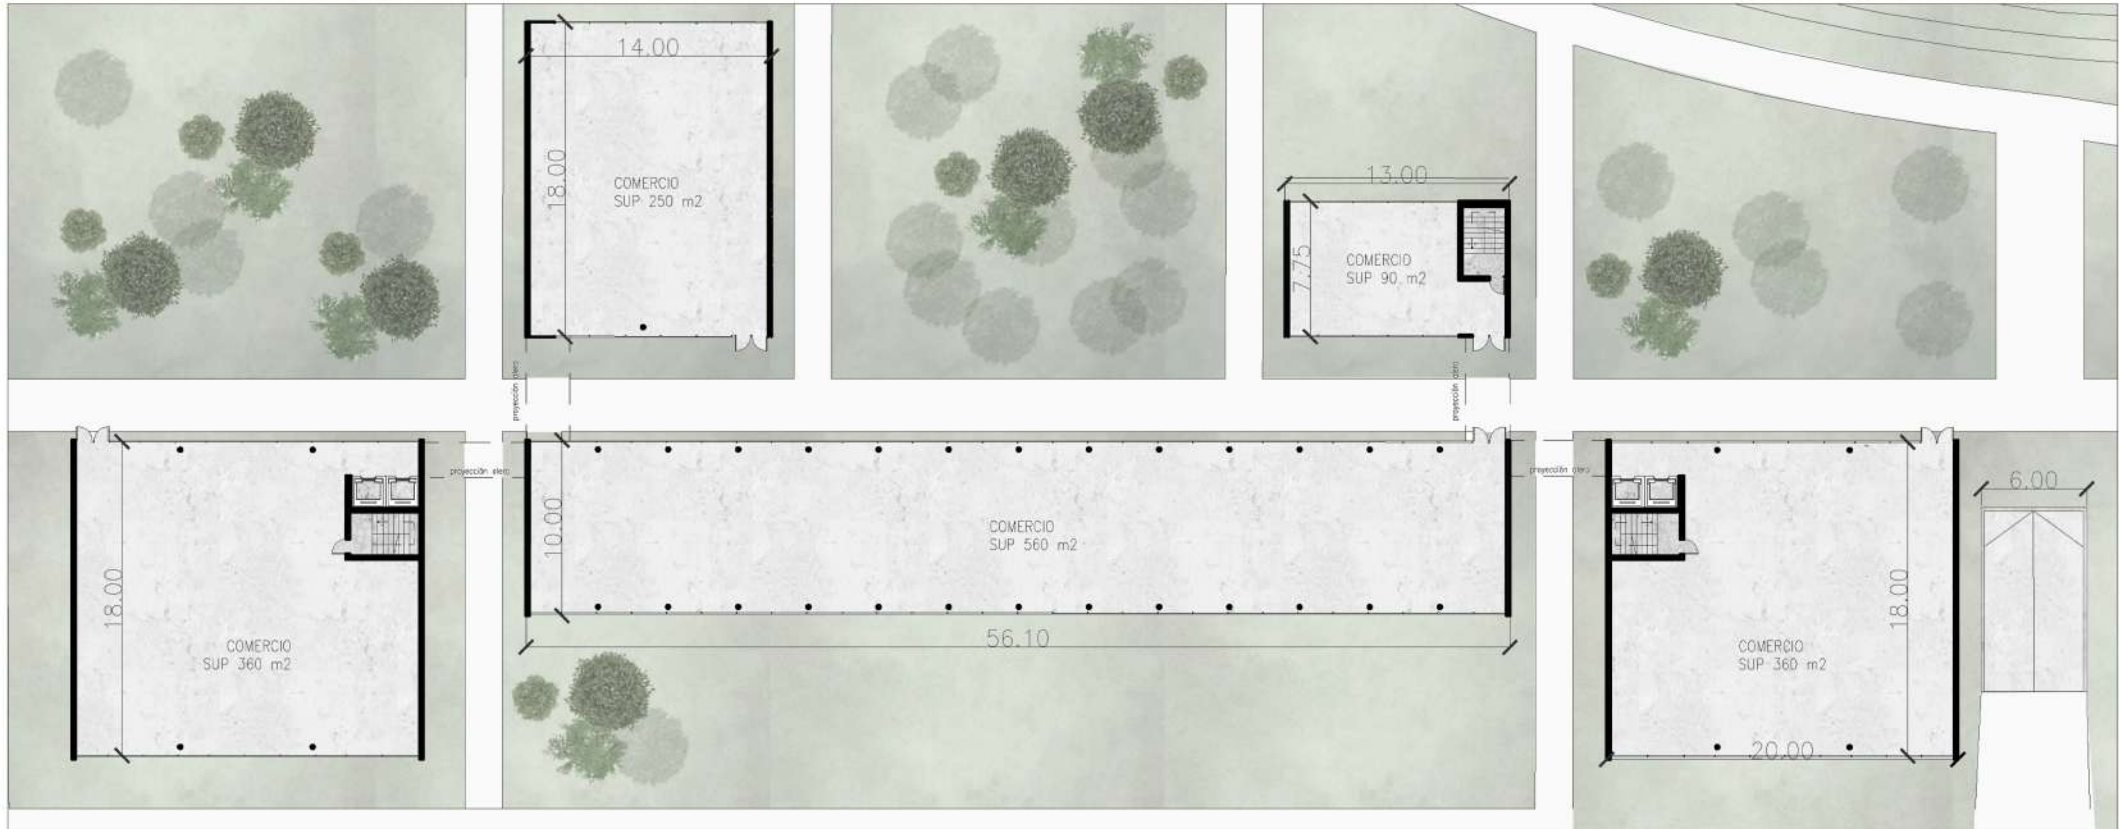 14.00
18.00
COMERCIO
SUP 250 m2
13.00
7.75
COMERCIO
SUP 90 m2
proyección alero
proyección alero
proyección alero
proyección alero
18.00
COMERCIO
SUP 360 m2
10.00
COMERCIO
SUP 560 m2
56.10
18.00
COMERCIO
SUP 360 m2
20.00
6.00